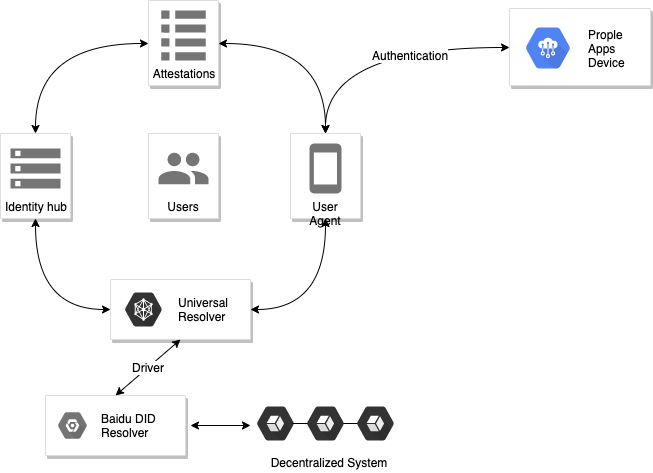 Attestations
Authentication
Prople
Apps
Device
Identity hub
Users
User
Agent
Universal
Resolver
Driver
Baidu DID
Resolver
Decentralized System